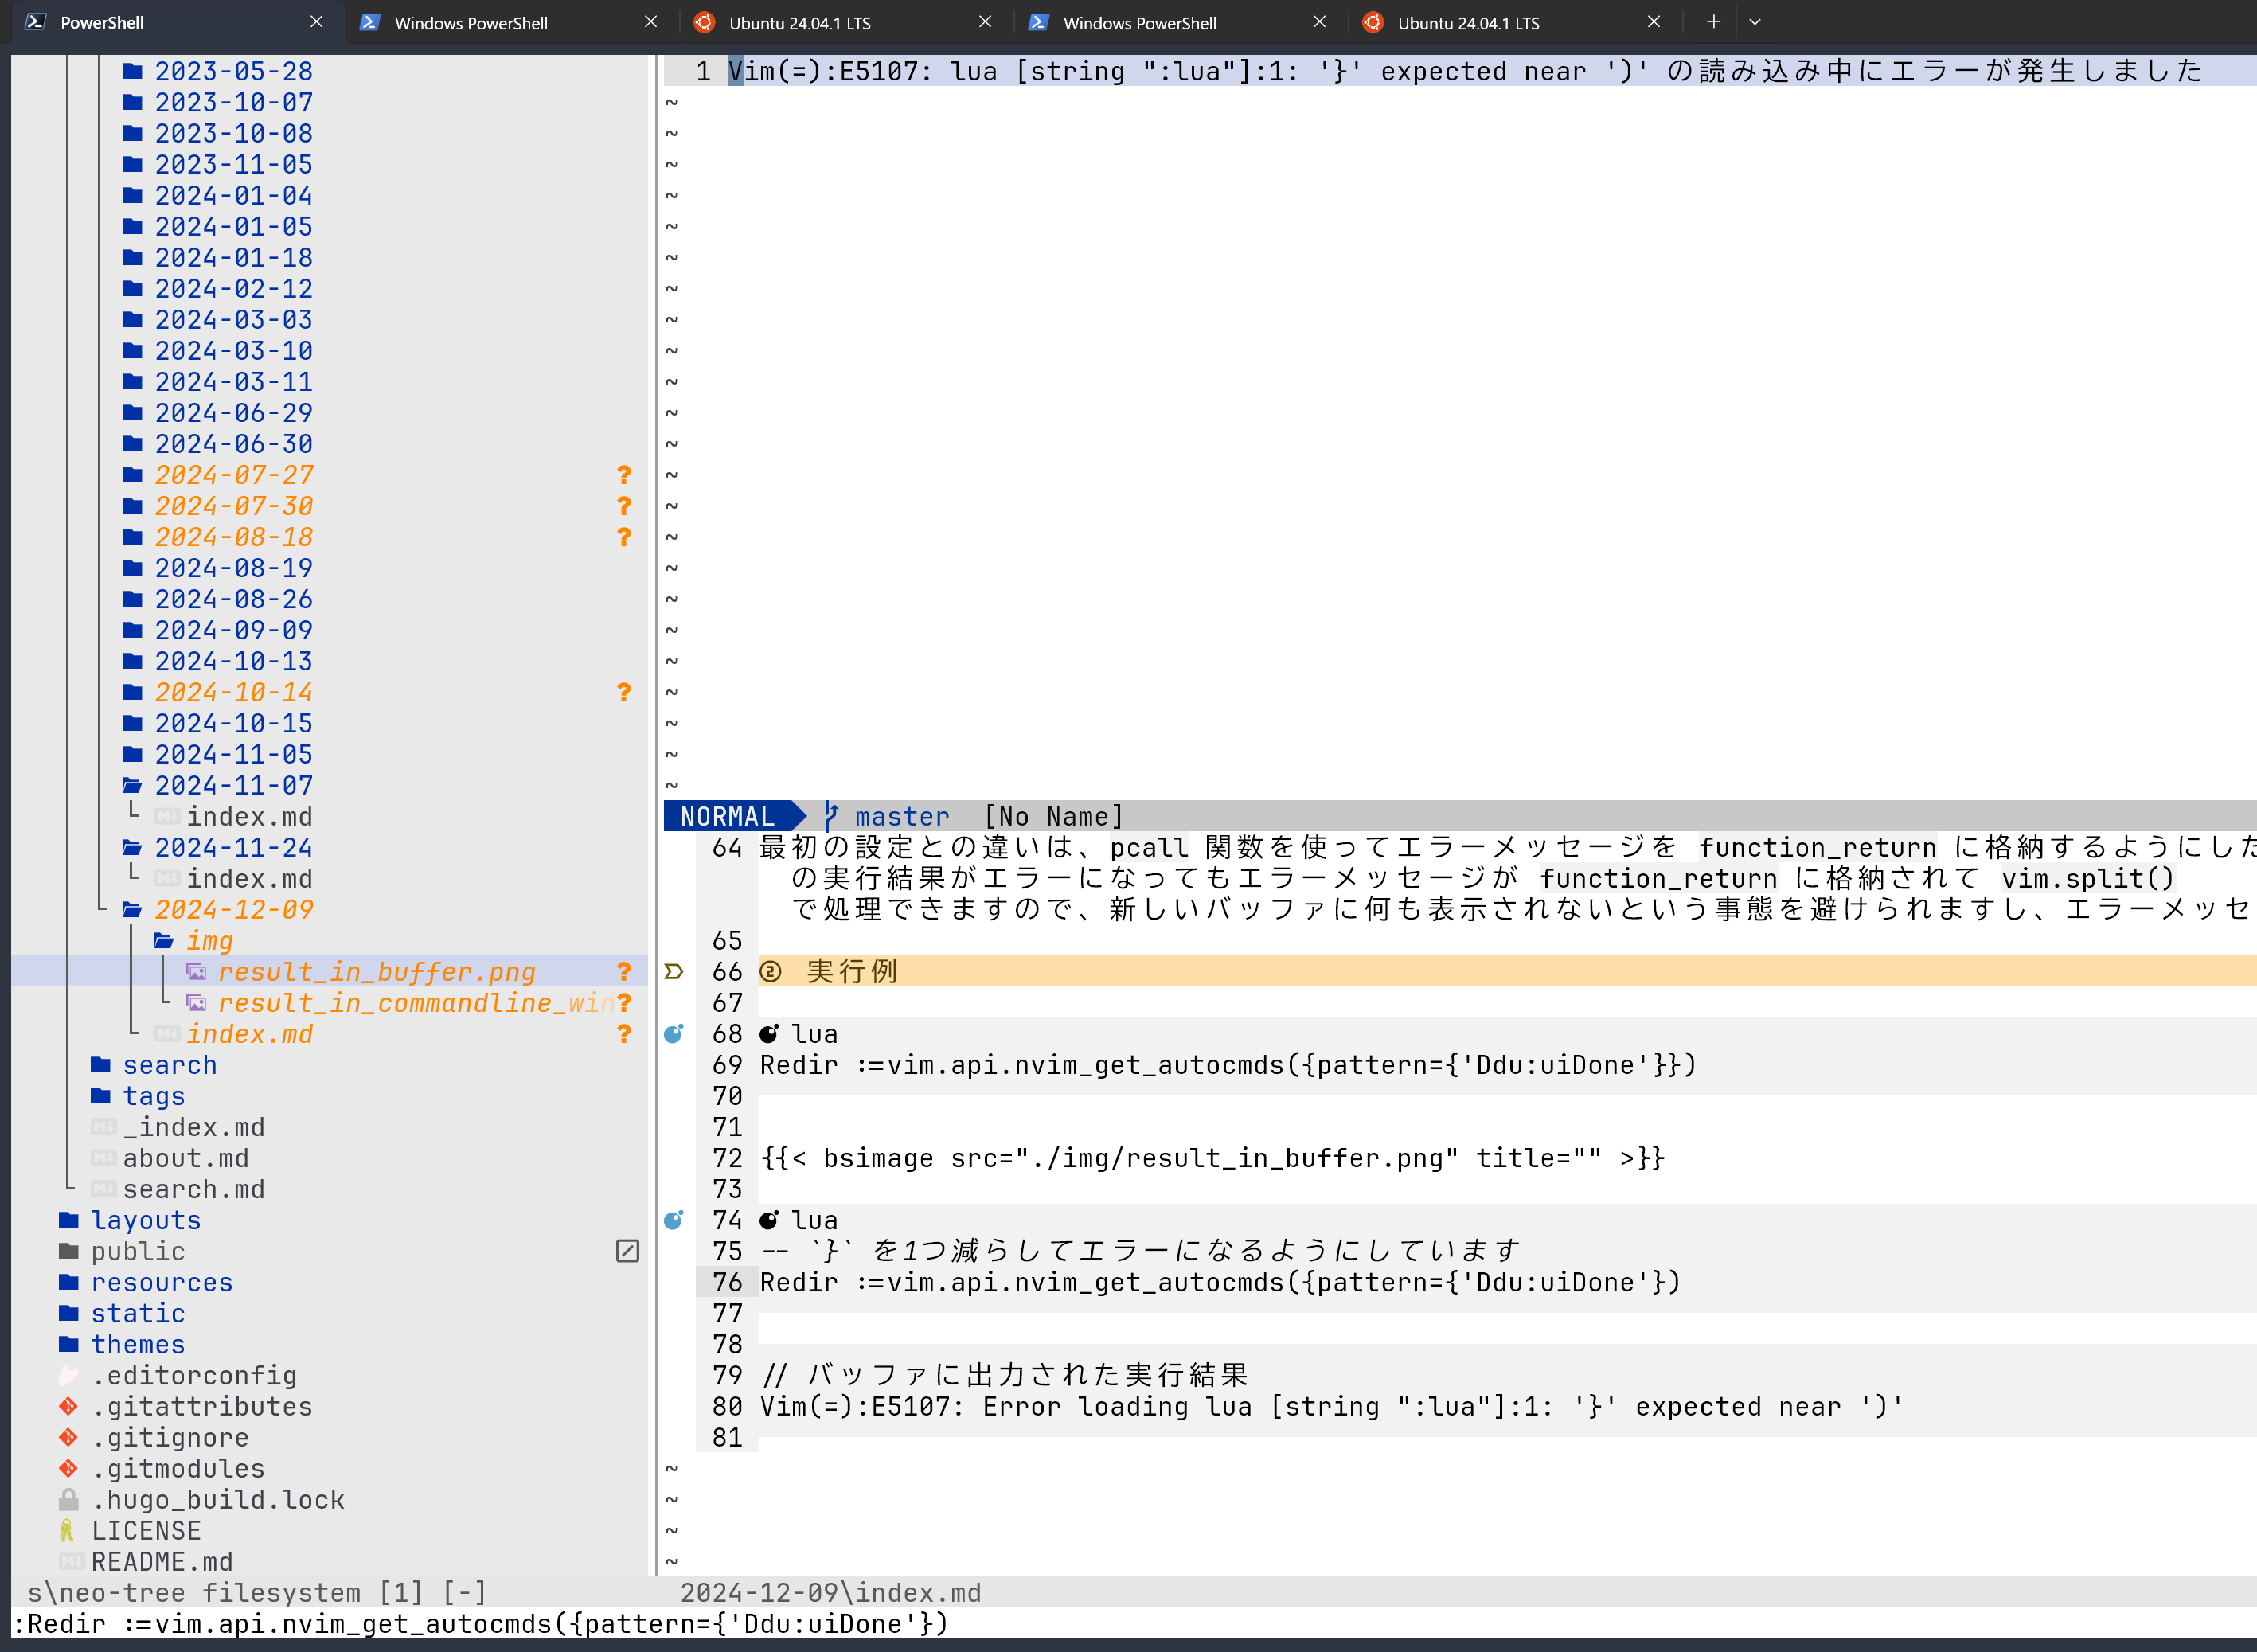 PowerShell
Windows PowerShell
Ubuntu 24.04.1 LTS
Windows PowerShell
Ubuntu 24.04.1 LTS
2023-05-28
2023-10-07
2023-10-08
2023-11-05
2024-01-04
2024-01-05
2024-01-18
2024-02-12
2024-03-03
2024-03-10
2024-03-11
2024-06-29
2024-06-30
2024-07-27 ?
2024-07-30 ?
2024-08-18 ?
2024-08-19
2024-08-26
2024-09-09
2024-10-13
2024-10-14 ?
2024-10-15
2024-11-05
2024-11-07
index.md
2024-11-24
index.md
2024-12-09
img
result_in_buffer.png ?
result_in_commandline_win?
index.md ?
search
tags
_index.md
about.md
search.md
layouts
public
resources
static
themes
.editorconfig
.gitattributes
.gitignore
.gitmodules
.hugo_build.lock
LICENSE
README.md
s\neo-tree filesystem [1] [-]
1 Vim(=):E5107: lua [string ":lua"]:1: '}' expected near ')' の読み込み中にエラーが発生しました
NORMAL master [No Name]
64 最初の設定との違いは、pcall 関数を使ってエラーメッセージを function_return に格納するようにした
の実行結果がエラーになってもエラーメッセージが function_return に格納されて vim.split()
で処理できますので、新しいバッファに何も表示されないという事態を避けられますし、エラーメッセ
65
66 ② 実行例
67
68 lua
69 Redir :=vim.api.nvim_get_autocmds({pattern={'Ddu:uiDone'}})
70
71
72 {{< bsimage src="./img/result_in_buffer.png" title="" >}}
73
74 lua
75 -- `}` を1つ減らしてエラーになるようにしています
76 Redir :=vim.api.nvim_get_autocmds({pattern={'Ddu:uiDone'})
77
78
79 // バッファに出力された実行結果
80 Vim(=):E5107: Error loading lua [string ":lua"]:1: '}' expected near ')'
81
2024-12-09\index.md
:Redir :=vim.api.nvim_get_autocmds({pattern={'Ddu:uiDone'})